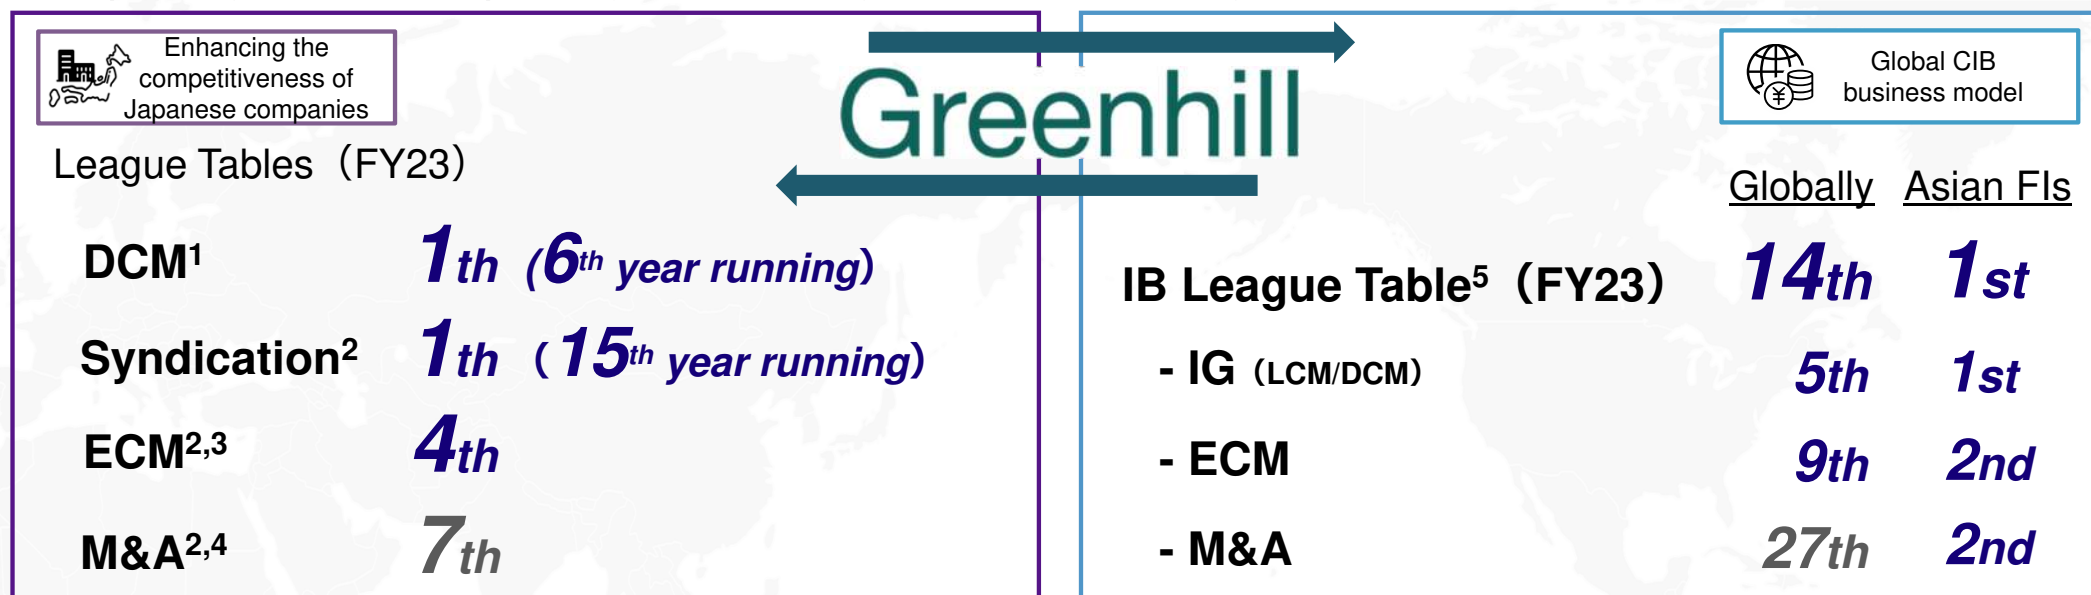 Enhancing the
competitiveness of
Japanese companies
League Tables（FY23）
DCM1 1th (6th year running)
Syndication2 1th (15th year running)
ECM2,3 4th
M&A2,4 7th
Greenhill
Global CIB
business model
Globally Asian FIs
IB League Table5（FY23） 14th 1st
- IG（LCM/DCM） 5th 1st
- ECM 9th 2nd
- M&A 27th 2nd